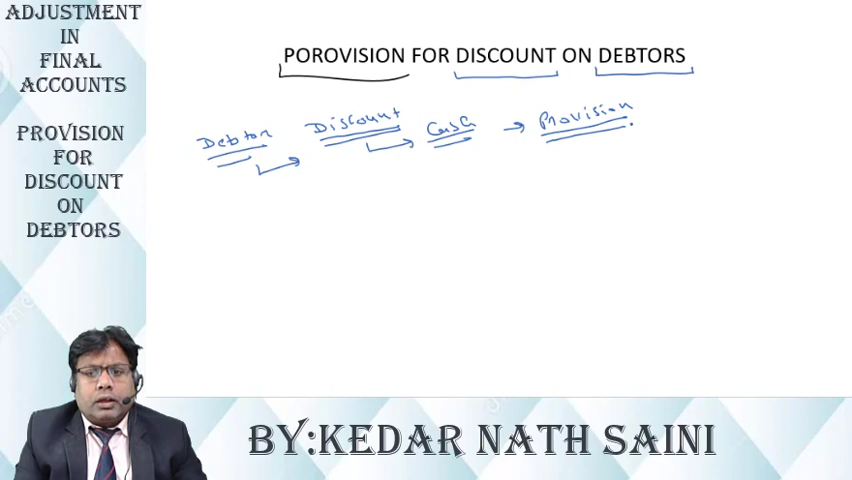 ADJUSTMENT
IN
FINAL
ACCOUNTS
PROVISION
FOR
DISCOUNT
ON
DEBTORS
POROVISION FOR DISCOUNT ON DEBTORS
Debtor Discount Cash → Provision
BY:KEDAR NATH SAINI